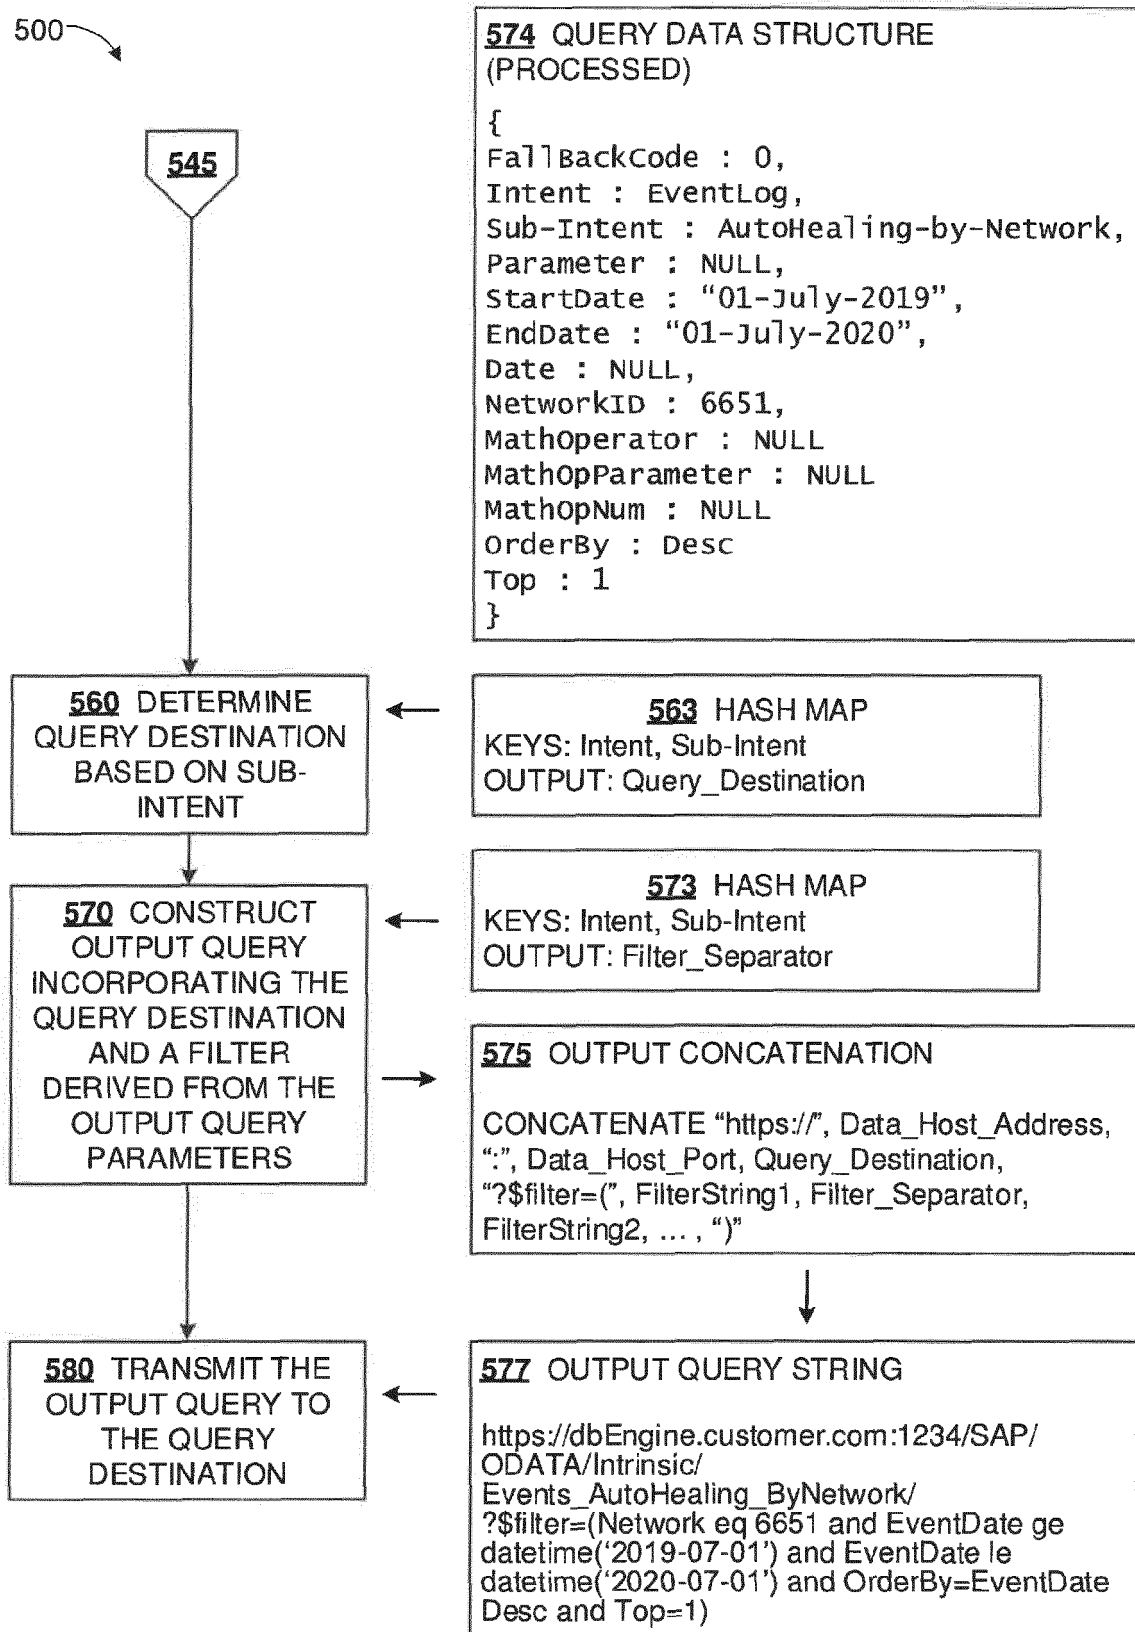 500
545
574 QUERY DATA STRUCTURE
(PROCESSED)
{
FallBackCode : 0,
Intent : EventLog,
Sub-Intent : AutoHealing-by-Network,
Parameter : NULL,
StartDate : “01-July-2019”,
EndDate : “01-July-2020”,
Date : NULL,
NetworkID : 6651,
MathOperator : NULL
MathOpParameter : NULL
MathOpNum : NULL
OrderBy : Desc
Top : 1
}
560 DETERMINE
QUERY DESTINATION
BASED ON SUB-
INTENT
563 HASH MAP
KEYS: Intent, Sub-Intent
OUTPUT: Query_Destination
570 CONSTRUCT
OUTPUT QUERY
INCORPORATING THE
QUERY DESTINATION
AND A FILTER
DERIVED FROM THE
OUTPUT QUERY
PARAMETERS
573 HASH MAP
KEYS: Intent, Sub-Intent
OUTPUT: Filter_Separator
575 OUTPUT CONCATENATION
CONCATENATE “https://”, Data_Host_Address,
“:”, Data_Host_Port, Query_Destination,
“?$filter=(”, FilterString1, Filter_Separator,
FilterString2, ... , “)”
580 TRANSMIT THE
OUTPUT QUERY TO
THE QUERY
DESTINATION
577 OUTPUT QUERY STRING
https://dbEngine.customer.com:1234/SAP/
ODATA/Intrinsic/
Events_AutoHealing_ByNetwork/
?$filter=(Network eq 6651 and EventDate ge
datetime(‘2019-07-01’) and EventDate le
datetime(‘2020-07-01’) and OrderBy=EventDate
Desc and Top=1)